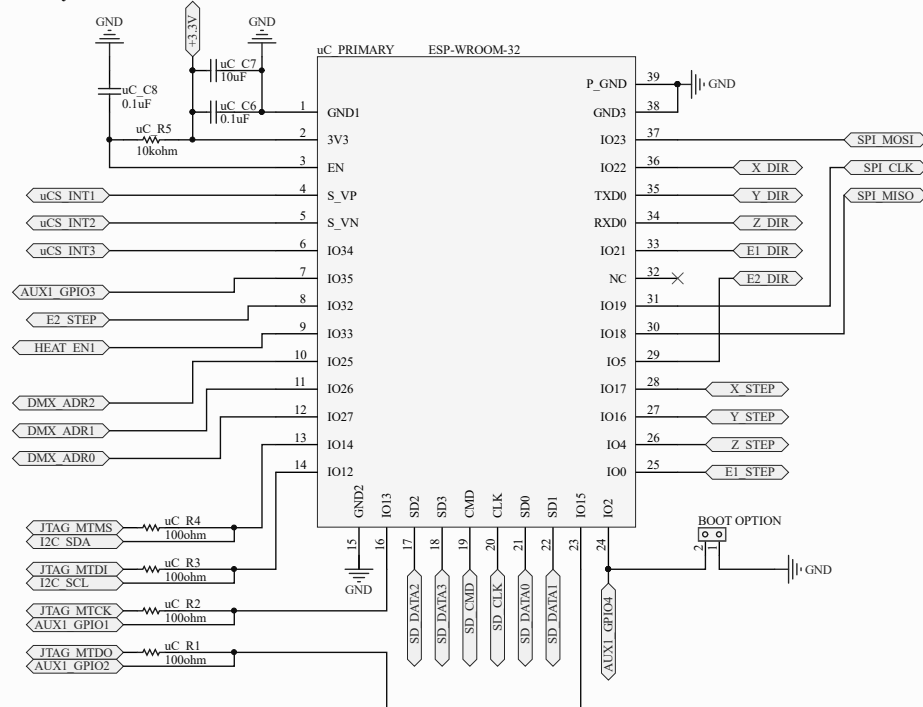 GND
+3.3V
GND
uC_PRIMARY ESP-WROOM-32
uC_C7
10uF
uC_C8
0.1uF
uC_C6
0.1uF
uC_R5
10kohm
1 GND1
2 3V3
3 EN
uCS_INT1 4 S_VP
uCS_INT2 5 S_VN
uCS_INT3 6 IO34
AUX1_GPIO3 7 IO35
E2_STEP 8 IO32
HEAT_EN1 9 IO33
DMX_ADR2 10 IO25
DMX_ADR1 11 IO26
DMX_ADR0 12 IO27
13 IO14
14 IO12
P_GND 39 GND
GND3 38
IO23 37 SPI_MOSI
IO22 36 X_DIR SPI_CLK
TXD0 35 Y_DIR SPI_MISO
RXD0 34 Z_DIR
IO21 33 E1_DIR
NC 32 E2_DIR
IO19 31
IO18 30
IO5 29
IO17 28 X_STEP
IO16 27 Y_STEP
IO4 26 Z_STEP
IO0 25 E1_STEP
GND2 IO13 SD2 SD3 CMD CLK SD0 SD1 IO15 IO2
15 16 17 18 19 20 21 22 23 24
GND
SD_DATA2 SD_DATA3 SD_CMD SD_CLK SD_DATA0 SD_DATA1 AUX1_GPIO4
BOOT OPTION
2 1
GND
JTAG_MTMS uC_R4
I2C_SDA 100ohm
JTAG_MTDI uC_R3
I2C_SCL 100ohm
JTAG_MTCK uC_R2
AUX1_GPIO1 100ohm
JTAG_MTDO uC_R1
AUX1_GPIO2 100ohm